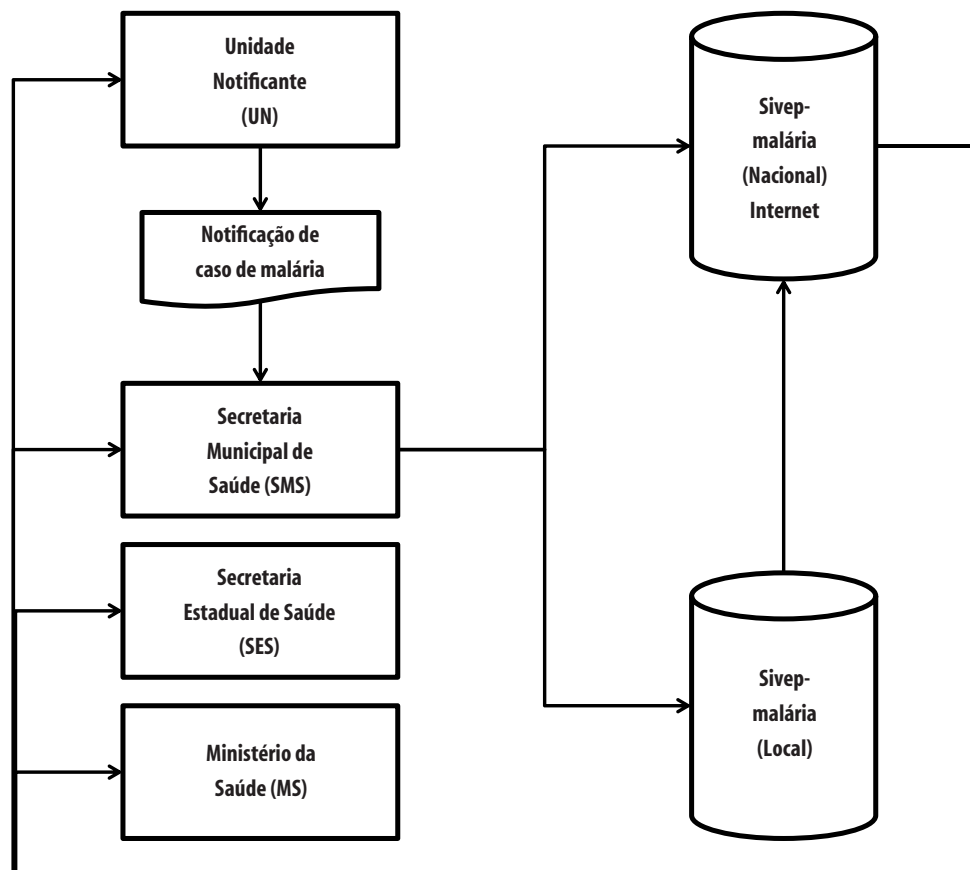 Unidade
Notificante
(UN)
Notificação de
caso de malária
Secretaria
Municipal de
Saúde (SMS)
Secretaria
Estadual de Saúde
(SES)
Ministério da
Saúde (MS)
Sivep-
malária
(Nacional)
Internet
Sivep-
malária
(Local)